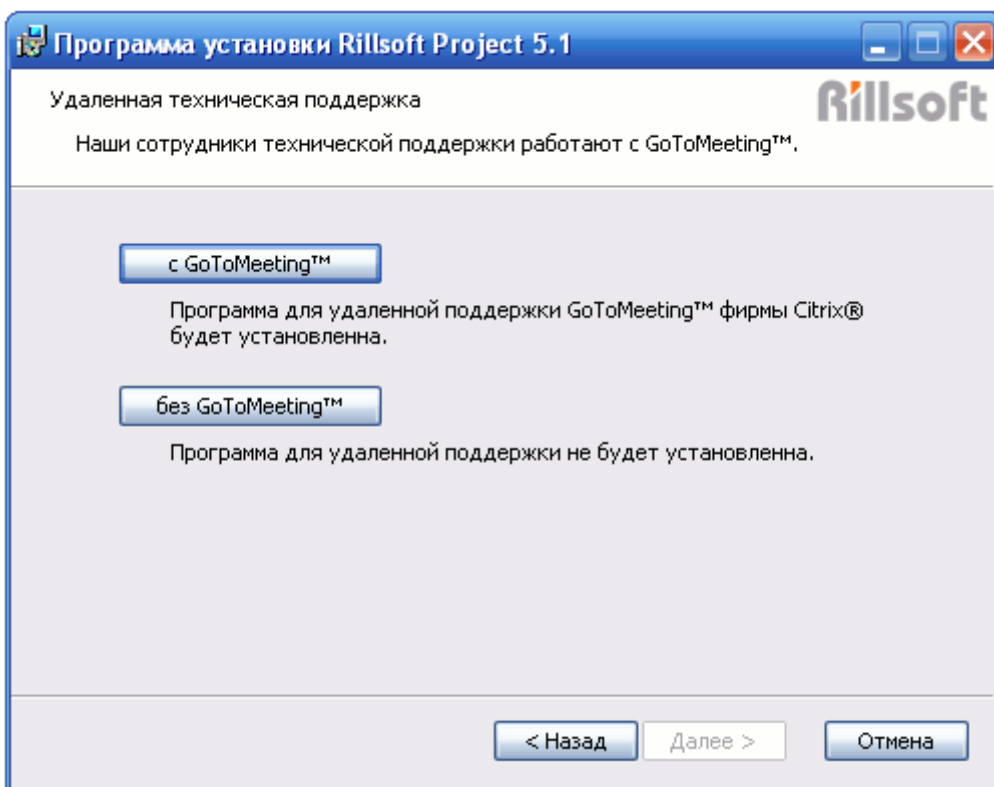 Программа установки Rillsoft Project 5.1
Удаленная техническая поддержка
Rillsoft
Наши сотрудники технической поддержки работают с GoToMeeting™.
с GoToMeeting™
Программа для удаленной поддержки GoToMeeting™ фирмы Citrix®
будет установленна.
без GoToMeeting™
Программа для удаленной поддержки не будет установленна.
< Назад
Далее >
Отмена